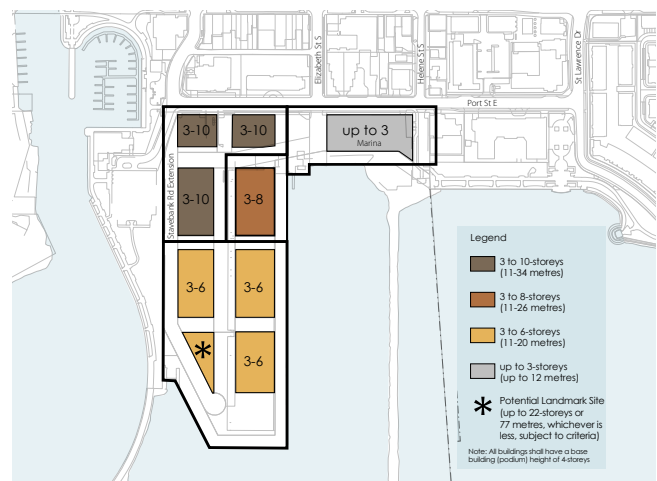 Elizabeth St S
Helene St S
St Lawrence Dr
Port St E
3-10
3-10
up to 3
Marina
Stavebank Rd Extension
3-10
3-8
3-6
3-6
*
3-6
Legend
3 to 10-storeys
(11-34 metres)
3 to 8-storeys
(11-26 metres)
3 to 6-storeys
(11-20 metres)
up to 3-storeys
(up to 12 metres)
* Potential Landmark Site
(up to 22-storeys or
77 metres, whichever is
less, subject to criteria)
Note: All buildings shall have a base
building (podium) height of 4-storeys